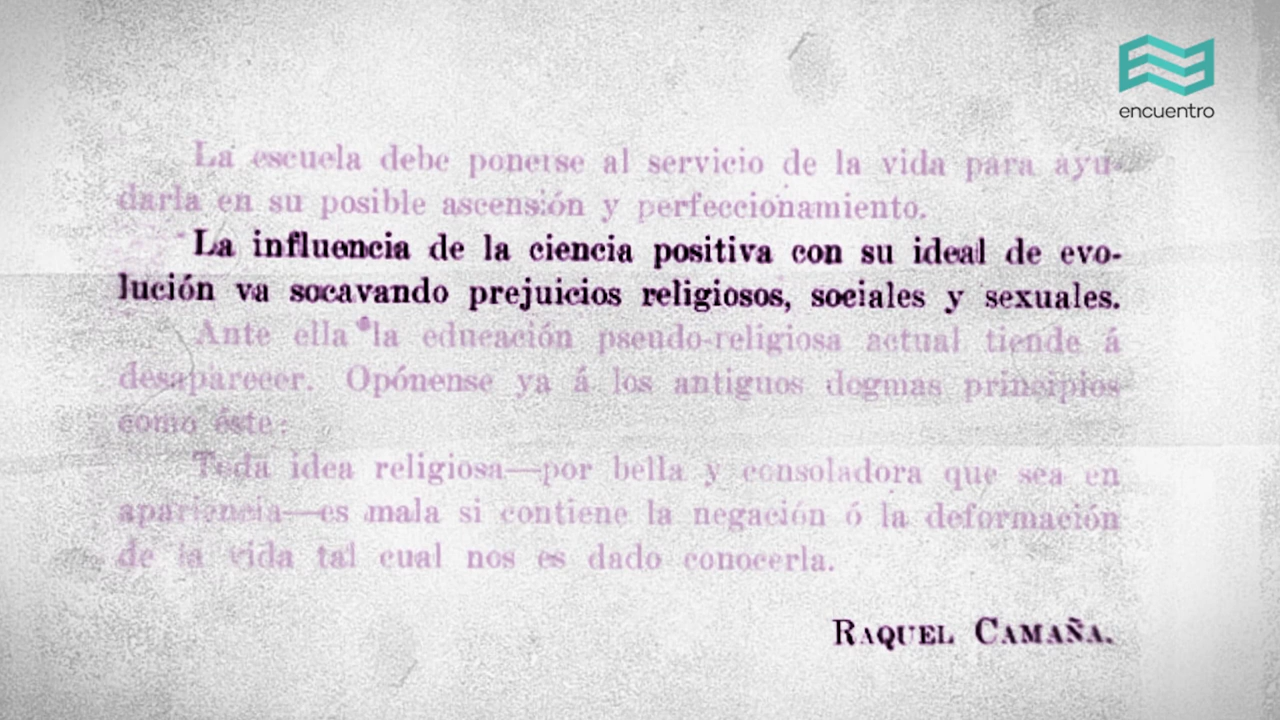 encuentro
La escuela debe ponerse al servicio de la vida para ayu-
darla en su posible ascensión y perfeccionamiento.
La influencia de la ciencia positiva con su ideal de evo-
lución va socavando prejuicios religiosos, sociales y sexuales.
Ante ella la educación pseudo-religiosa actual tiende á
desaparecer. Opónense ya á los antiguos dogmas principios
como éste:
Toda idea religiosa—por bella y consoladora que sea en
apariencia—es mala si contiene la negación ó la deformación
de la vida tal cual nos es dado conocerla.
RAQUEL CAMAÑA.